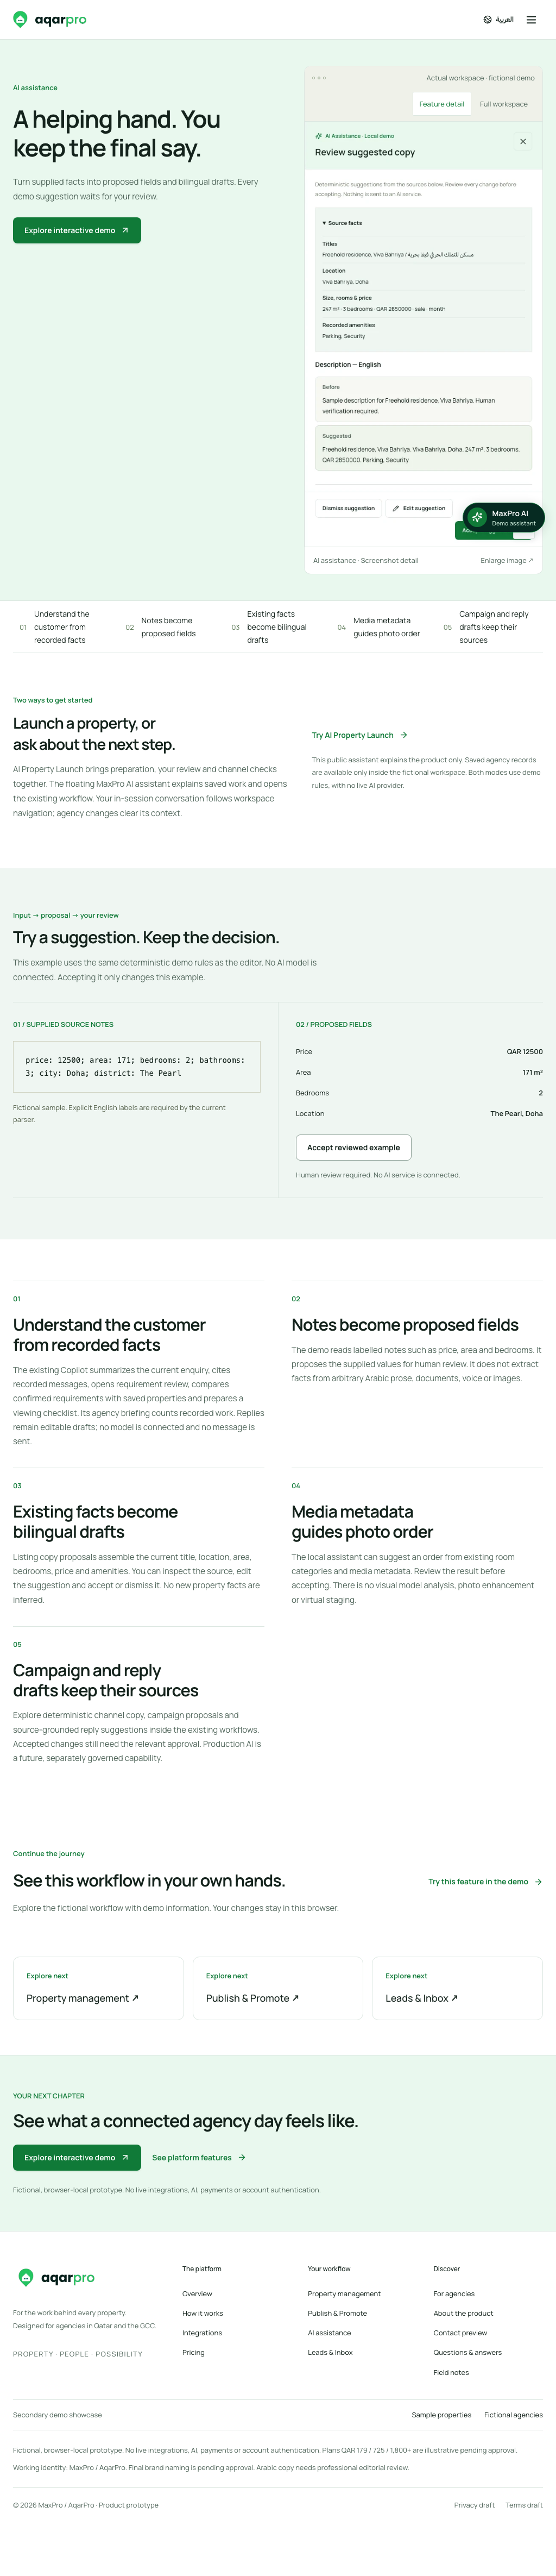 aqarpro
العربية
AI assistance
A helping hand. You
keep the final say.
Turn supplied facts into proposed fields and bilingual drafts. Every
demo suggestion waits for your review.
Explore interactive demo
Actual workspace · fictional demo
Feature detail
Full workspace
AI Assistance · Local demo
Review suggested copy
Deterministic suggestions from the sources below. Review every change before
accepting. Nothing is sent to an AI service.
▼ Source facts
Titles
Freehold residence, Viva Bahriya / مسكن للتملك الحر في فيفا بحرية
Location
Viva Bahriya, Doha
Size, rooms & price
247 m² · 3 bedrooms · QAR 2850000 · sale · month
Recorded amenities
Parking, Security
Description — English
Before
Sample description for Freehold residence, Viva Bahriya. Human
verification required.
Suggested
Freehold residence, Viva Bahriya. Viva Bahriya, Doha. 247 m², 3 bedrooms.
QAR 2850000. Parking, Security
Dismiss suggestion
Edit suggestion
MaxPro AI
Demo assistant
AI assistance · Screenshot detail
Enlarge image ↗
01 Understand the
customer from
recorded facts
02 Notes become
proposed fields
03 Existing facts
become bilingual
drafts
04 Media metadata
guides photo order
05 Campaign and reply
drafts keep their
sources
Two ways to get started
Launch a property, or
ask about the next step.
AI Property Launch brings preparation, your review and channel checks
together. The floating MaxPro AI assistant explains saved work and opens
the existing workflow. Your in-session conversation follows workspace
navigation; agency changes clear its context.
Try AI Property Launch →
This public assistant explains the product only. Saved agency records
are available only inside the fictional workspace. Both modes use demo
rules, with no live AI provider.
Input → proposal → your review
Try a suggestion. Keep the decision.
This example uses the same deterministic demo rules as the editor. No AI model is
connected. Accepting it only changes this example.
01 / SUPPLIED SOURCE NOTES
price: 12500; area: 171; bedrooms: 2; bathrooms:
3; city: Doha; district: The Pearl
Fictional sample. Explicit English labels are required by the current
parser.
02 / PROPOSED FIELDS
Price QAR 12500
Area 171 m²
Bedrooms 2
Location The Pearl, Doha
Accept reviewed example
Human review required. No AI service is connected.
01
Understand the customer
from recorded facts
The existing Copilot summarizes the current enquiry, cites
recorded messages, opens requirement review, compares
confirmed requirements with saved properties and prepares a
viewing checklist. Its agency briefing counts recorded work. Replies
remain editable drafts; no model is connected and no message is
sent.
02
Notes become proposed fields
The demo reads labelled notes such as price, area and bedrooms. It
proposes the supplied values for human review. It does not extract
facts from arbitrary Arabic prose, documents, voice or images.
03
Existing facts become
bilingual drafts
Listing copy proposals assemble the current title, location, area,
bedrooms, price and amenities. You can inspect the source, edit
the suggestion and accept or dismiss it. No new property facts are
inferred.
04
Media metadata
guides photo order
The local assistant can suggest an order from existing room
categories and media metadata. Review the result before
accepting. There is no visual model analysis, photo enhancement
or virtual staging.
05
Campaign and reply
drafts keep their sources
Explore deterministic channel copy, campaign proposals and
source-grounded reply suggestions inside the existing workflows.
Accepted changes still need the relevant approval. Production AI is
a future, separately governed capability.
Continue the journey
See this workflow in your own hands.
Explore the fictional workflow with demo information. Your changes stay in this browser.
Try this feature in the demo →
Explore next
Property management ↗
Explore next
Publish & Promote ↗
Explore next
Leads & Inbox ↗
YOUR NEXT CHAPTER
See what a connected agency day feels like.
Explore interactive demo
See platform features →
Fictional, browser-local prototype. No live integrations, AI, payments or account authentication.
aqarpro
For the work behind every property.
Designed for agencies in Qatar and the GCC.
PROPERTY · PEOPLE · POSSIBILITY
The platform
Overview
How it works
Integrations
Pricing
Your workflow
Property management
Publish & Promote
AI assistance
Leads & Inbox
Discover
For agencies
About the product
Contact preview
Questions & answers
Field notes
Secondary demo showcase
Sample properties
Fictional agencies
Fictional, browser-local prototype. No live integrations, AI, payments or account authentication. Plans QAR 179 / 725 / 1,800+ are illustrative pending approval.
Working identity: MaxPro / AqarPro. Final brand naming is pending approval. Arabic copy needs professional editorial review.
© 2026 MaxPro / AqarPro · Product prototype
Privacy draft
Terms draft